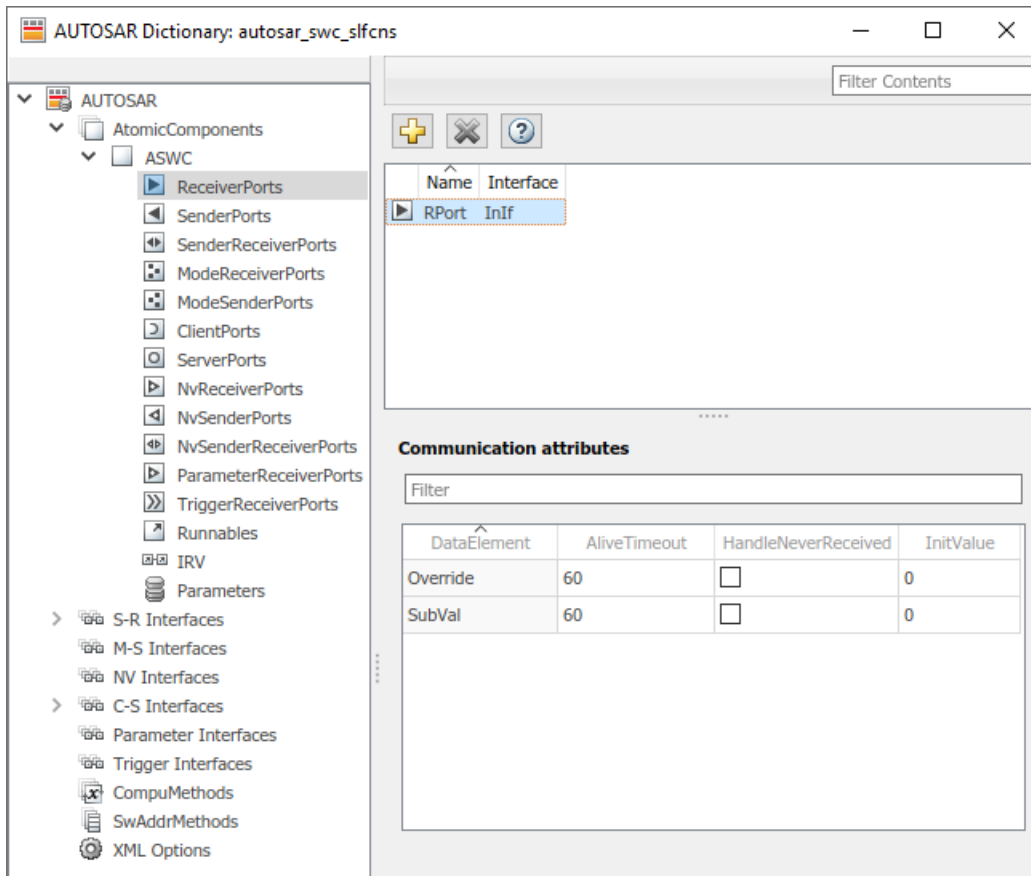 AUTOSAR Dictionary: autosar_swc_slfcns
Filter Contents
AUTOSAR
AtomicComponents
ASWC
ReceiverPorts
SenderPorts
SenderReceiverPorts
ModeReceiverPorts
ModeSenderPorts
ClientPorts
ServerPorts
NvReceiverPorts
NvSenderPorts
NvSenderReceiverPorts
ParameterReceiverPorts
TriggerReceiverPorts
Runnables
IRV
Parameters
S-R Interfaces
M-S Interfaces
NV Interfaces
C-S Interfaces
Parameter Interfaces
Trigger Interfaces
CompuMethods
SwAddrMethods
XML Options
Name Interface
RPort InIf
Communication attributes
Filter
DataElement AliveTimeout HandleNeverReceived InitValue
Override 60 0
SubVal 60 0